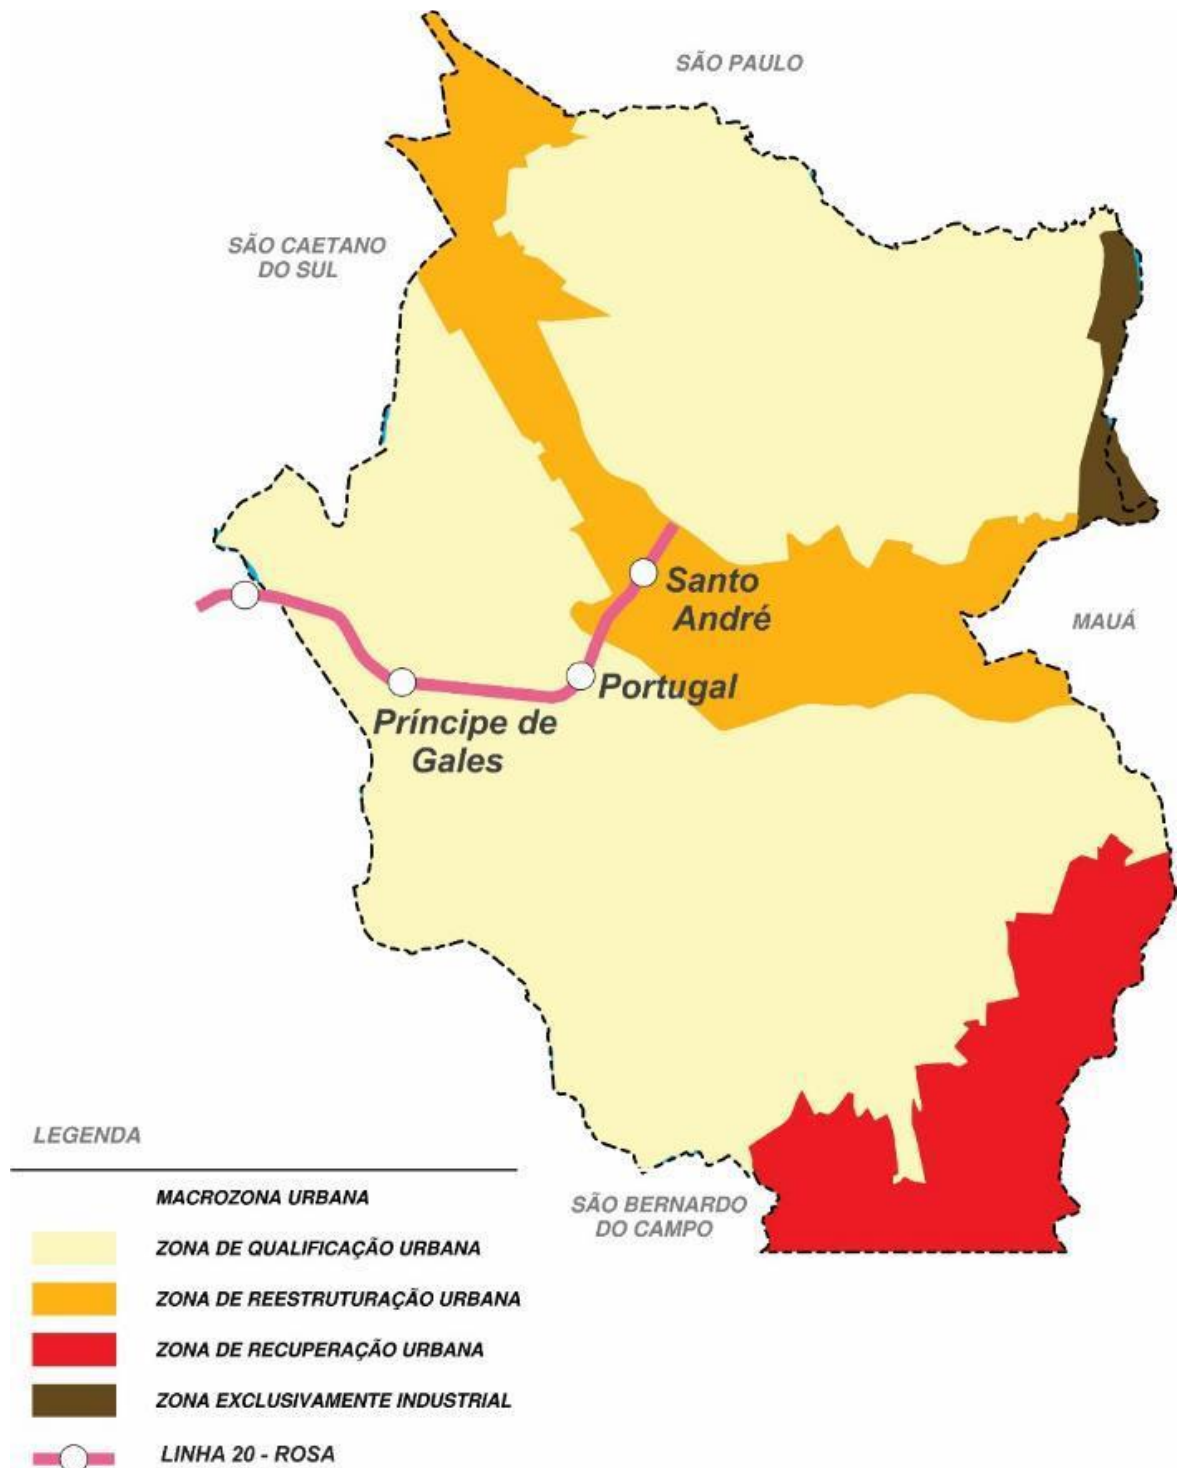 SÃO PAULO
SÃO CAETANO
DO SUL
Santo
André
MAUÁ
Portugal
Príncipe de
Gales
SÃO BERNARDO
DO CAMPO
LEGENDA
MACROZONA URBANA
ZONA DE QUALIFICAÇÃO URBANA
ZONA DE REESTRUTURAÇÃO URBANA
ZONA DE RECUPERAÇÃO URBANA
ZONA EXCLUSIVAMENTE INDUSTRIAL
LINHA 20 - ROSA